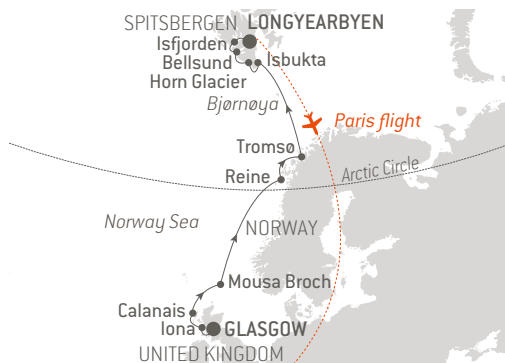 SPITSBERGEN LONGYEARBYEN
Isfjorden
Isbukta
Bellsund
Horn Glacier
Bjørnøya
Paris flight
Tromsø
Arctic Circle
Reine
Norway Sea
NORWAY
Mousa Broch
Calanais
Iona
GLASGOW
UNITED KINGDOM